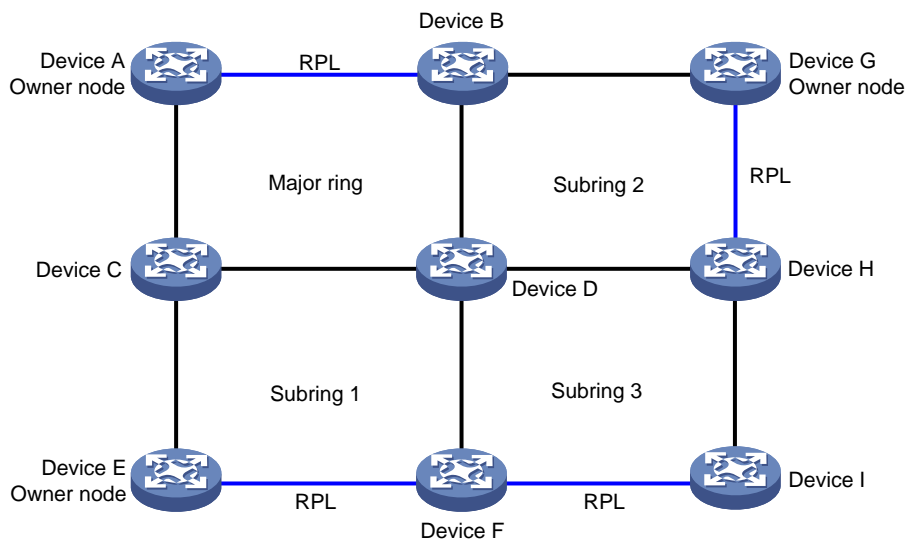 Device B
Device A
Owner node
RPL
Device G
Owner node
Major ring
Subring 2
RPL
Device C
Device D
Device H
Subring 1
Subring 3
Device E
Owner node
RPL
Device F
RPL
Device I